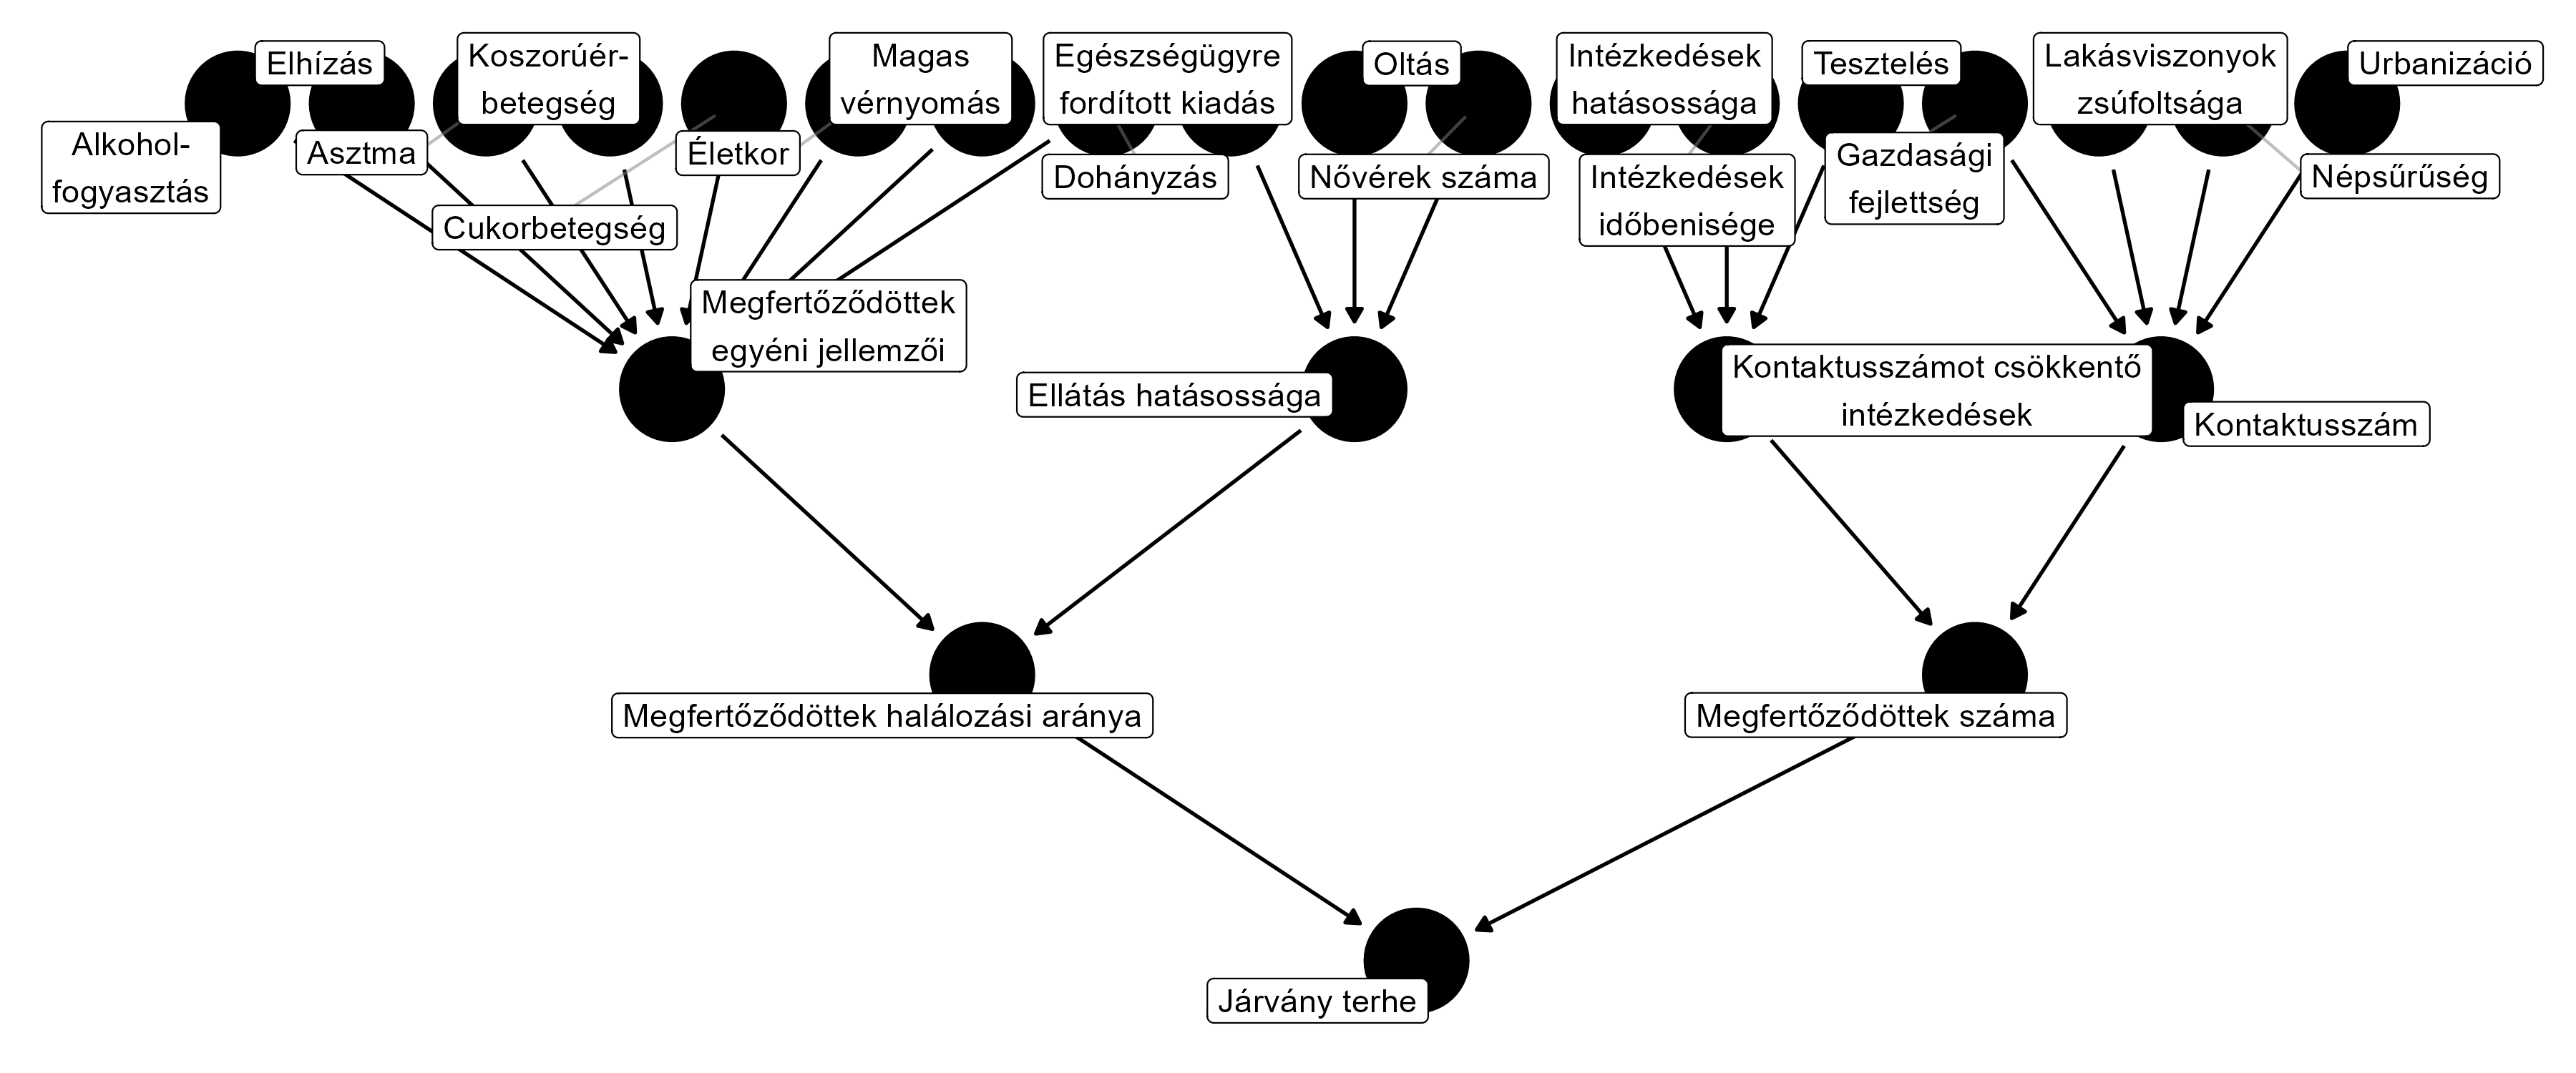 Elhízás
Koszorúér-
betegség
Magas
vérnyomás
Egészségügyre
fordított kiadás
Oltás
Intézkedések
hatásossága
Tesztelés
Lakásviszonyok
zsúfoltsága
Urbanizáció
Alkohol-
fogyasztás
Asztma
Életkor
Dohányzás
Nővérek száma
Intézkedések
időbenisége
Gazdasági
fejlettség
Népsűrűség
Cukorbetegség
Megfertőződöttek
egyéni jellemzői
Ellátás hatásossága
Kontaktusszámot csökkentő
intézkedések
Kontaktusszám
Megfertőződöttek halálozási aránya
Megfertőződöttek száma
Járvány terhe